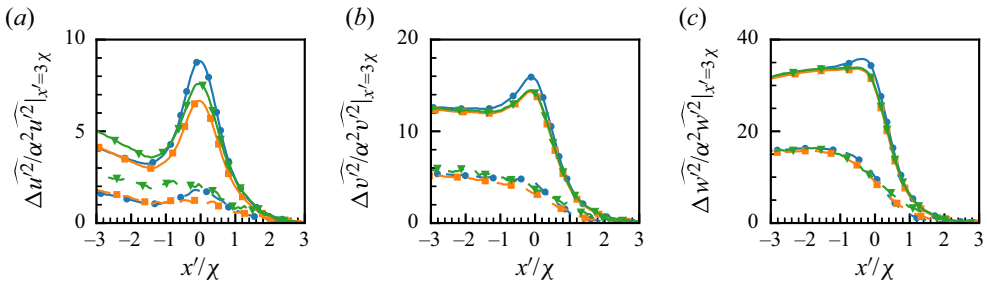 (a)
(b)
(c)
10
5
0
−3 −2 −1 0 1 2 3
x′/χ
Δu′²/α²u′²|x′=3χ
20
10
0
−3 −2 −1 0 1 2 3
x′/χ
Δv′²/α²v′²|x′=3χ
40
20
0
−3 −2 −1 0 1 2 3
x′/χ
Δw′²/α²w′²|x′=3χ